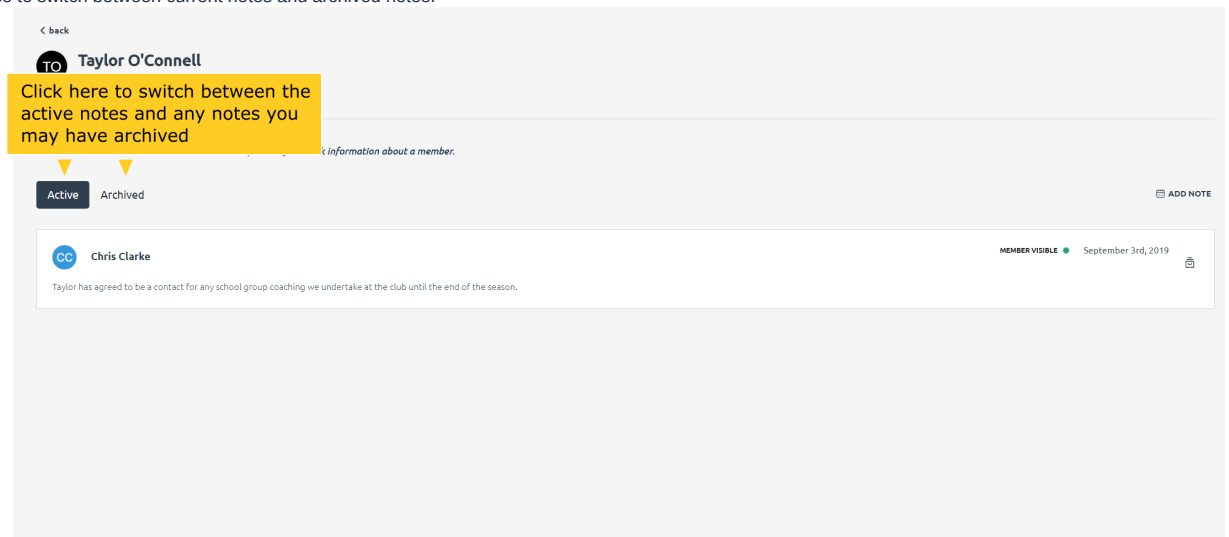 to switch between current notes and archived notes.
< back
TO Taylor O'Connell
Click here to switch between the
active notes and any notes you
may have archived
information about a member.
Active Archived
ADD NOTE
CC Chris Clarke MEMBER VISIBLE September 3rd, 2019
Taylor has agreed to be a contact for any school group coaching we undertake at the club until the end of the season.